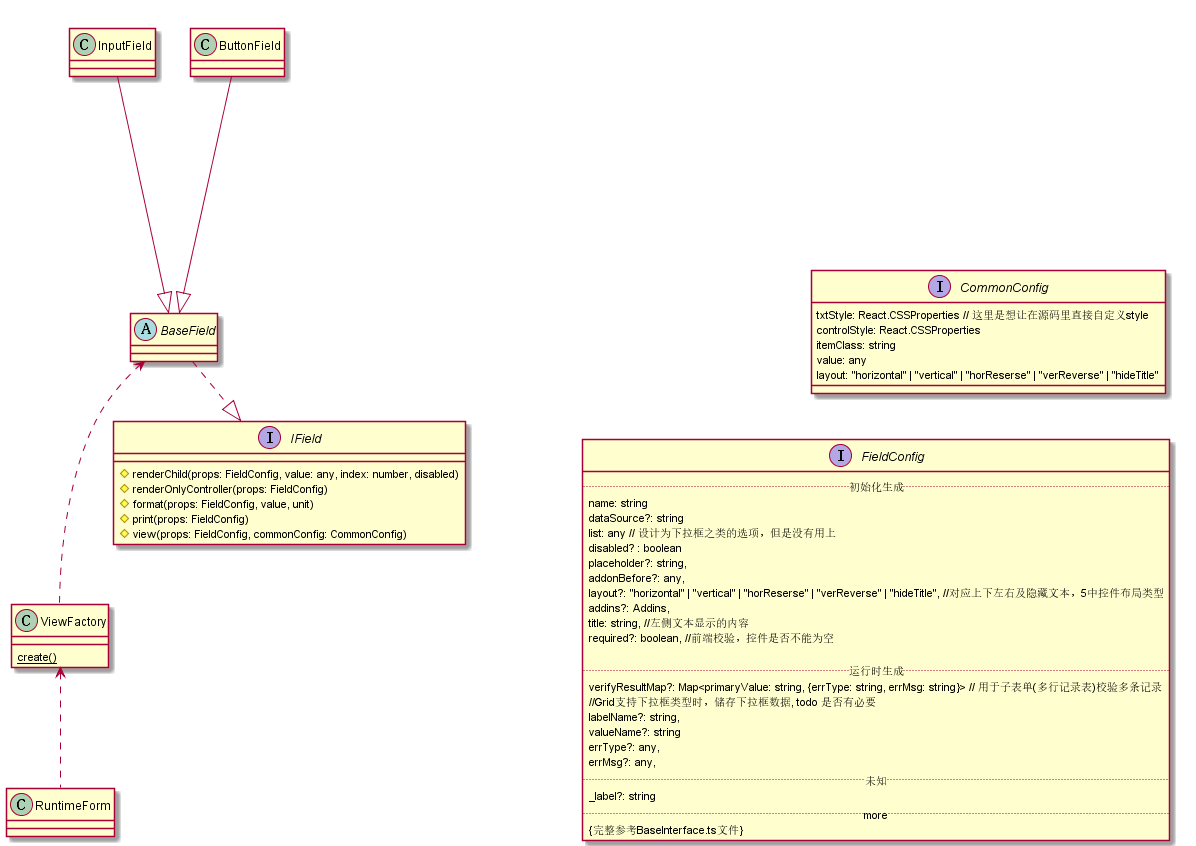 C InputField
C ButtonField
A BaseField
I IField
renderChild(props: FieldConfig, value: any, index: number, disabled)
renderOnlyController(props: FieldConfig)
format(props: FieldConfig, value, unit)
print(props: FieldConfig)
view(props: FieldConfig, commonConfig: CommonConfig)
C ViewFactory
create()
C RuntimeForm
I CommonConfig
txtStyle: React.CSSProperties // 这里是想让在源码里直接自定义style
controlStyle: React.CSSProperties
itemClass: string
value: any
layout: "horizontal" | "vertical" | "horReserse" | "verReverse" | "hideTitle"
I FieldConfig
初始化生成
name: string
dataSource?: string
list: any // 设计为下拉框之类的选项，但是没有用上
disabled? : boolean
placeholder?: string,
addonBefore?: any,
layout?: "horizontal" | "vertical" | "horReserse" | "verReverse" | "hideTitle", //对应上下左右及隐藏文本，5中控件布局类型
addins?: Addins,
title: string, //左侧文本显示的内容
required?: boolean, //前端校验，控件是否不能为空
运行时生成
verifyResultMap?: Map<primaryValue: string, {errType: string, errMsg: string}> // 用于子表单(多行记录表)校验多条记录
//Grid支持下拉框类型时，储存下拉框数据, todo 是否有必要
labelName?: string,
valueName?: string
errType?: any,
errMsg?: any,
未知
_label?: string
more
{完整参考BaseInterface.ts文件}